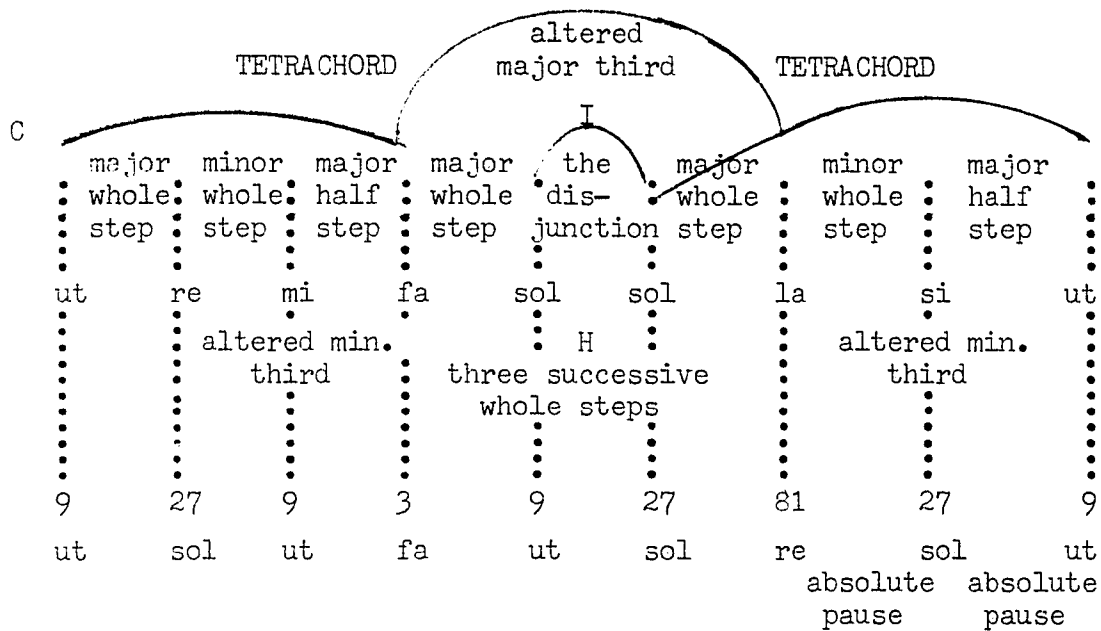 altered
TETRACHORD major third TETRACHORD
I
C
major minor major major the major minor major
whole whole half whole dis- whole whole half
step step step step junction step step step
ut re mi fa sol sol la si ut
altered min. H altered min.
third three successive third
whole steps
9 27 9 3 9 27 81 27 9
ut sol ut fa ut sol re sol ut
absolute absolute
pause pause